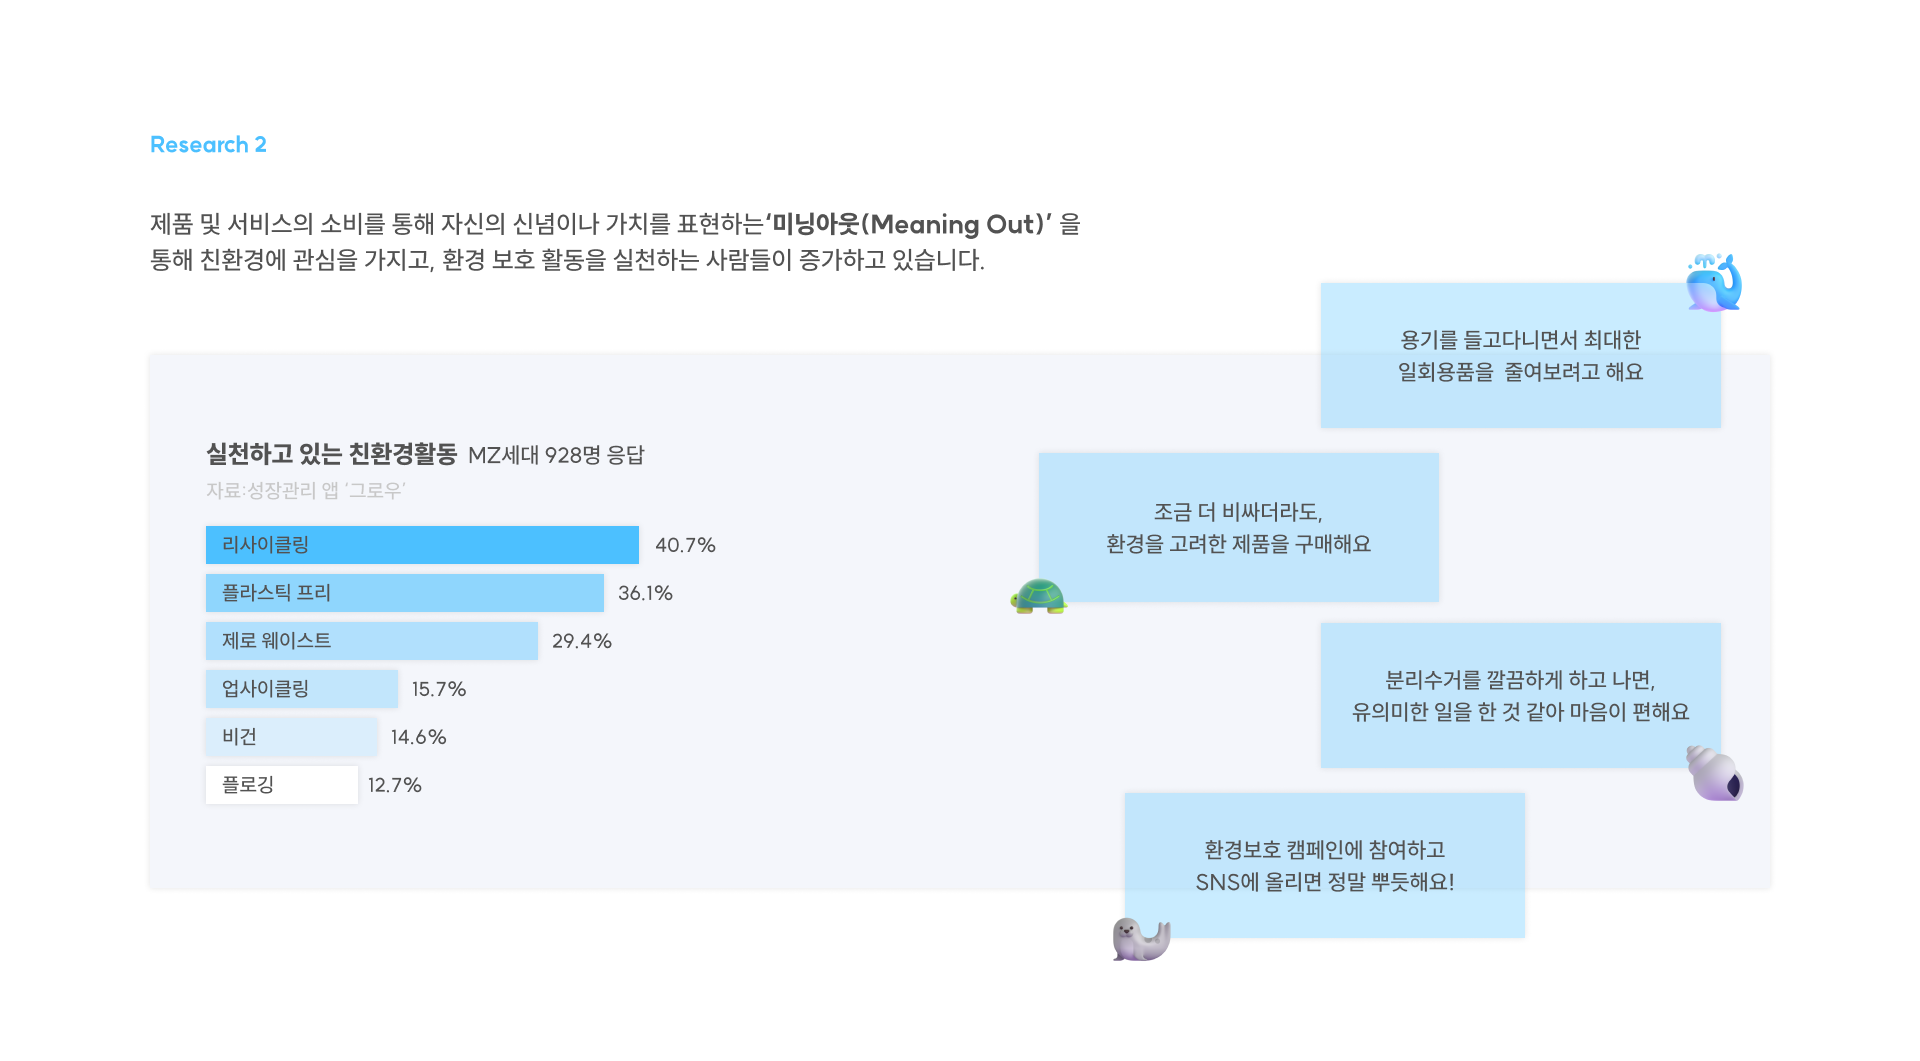 Research 2
제품 및 서비스의 소비를 통해 자신의 신념이나 가치를 표현하는‘미닝아웃(Meaning Out)’ 을
통해 친환경에 관심을 가지고, 환경 보호 활동을 실천하는 사람들이 증가하고 있습니다.
실천하고 있는 친환경활동 MZ세대 928명 응답
자료:성장관리 앱 ‘그로우’
리사이클링 40.7%
플라스틱 프리 36.1%
제로 웨이스트 29.4%
업사이클링 15.7%
비건 14.6%
플로깅 12.7%
용기를 들고다니면서 최대한
일회용품을 줄여보려고 해요
조금 더 비싸더라도,
환경을 고려한 제품을 구매해요
분리수거를 깔끔하게 하고 나면,
유의미한 일을 한 것 같아 마음이 편해요
환경보호 캠페인에 참여하고
SNS에 올리면 정말 뿌듯해요!